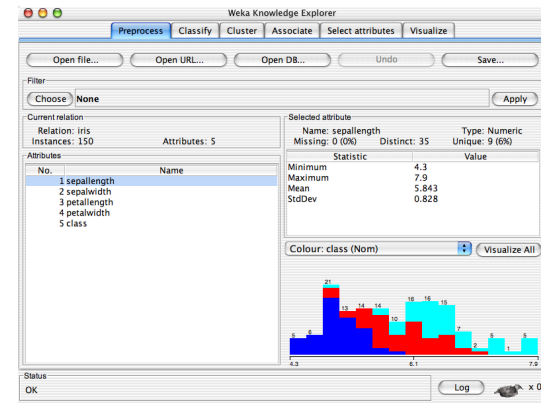 Weka Knowledge Explorer
Preprocess Classify Cluster Associate Select attributes Visualize
Open file... Open URL... Open DB... Undo Save...
Filter
Choose None Apply
Current relation
Relation: iris
Instances: 150 Attributes: 5
Attributes
No. Name
1 sepallength
2 sepalwidth
3 petallength
4 petalwidth
5 class
Selected attribute
Name: sepallength Type: Numeric
Missing: 0 (0%) Distinct: 35 Unique: 9 (6%)
Statistic Value
Minimum 4.3
Maximum 7.9
Mean 5.843
StdDev 0.828
Colour: class (Nom) Visualize All
5 6 21 13 14 14 10 16 16 15 7 2 5 1 5
4.3 6.1 7.9
Status
OK Log x 0